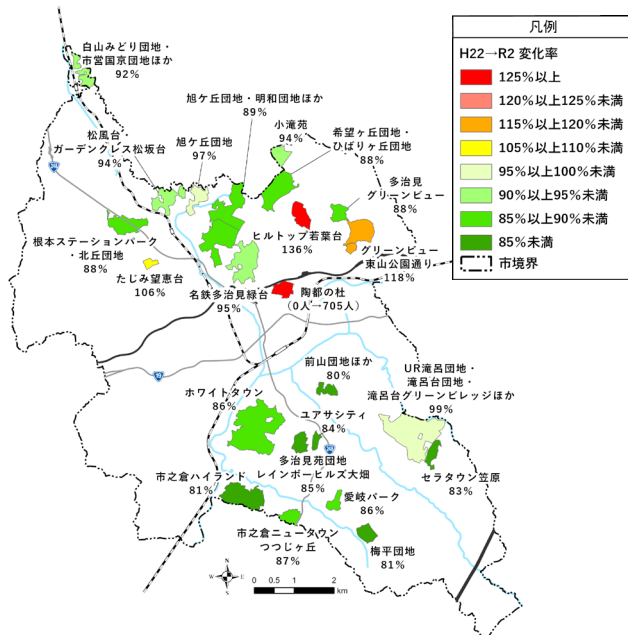 白山みどり団地・
市営国京団地ほか
92%
旭ケ丘団地・明和団地ほか
89%
小滝苑
94%
希望ヶ丘団地・
ひばりヶ丘団地
88%
松風台
ガーデンクレス松坂台
94%
旭ケ丘団地
97%
多治見
グリーンビュー
88%
ヒルトップ若葉台
136%
グリーンビュー
東山公園通り
118%
根本ステーションパーク・
北丘団地
88%
たじみ望恵台
106%
名鉄多治見緑台
95%
陶都の杜
（0人→705人）
前山団地ほか
80%
UR滝呂団地・
滝呂台団地・
滝呂台グリーンビレッジほか
99%
ホワイトタウン
86%
ユアサシティ
84%
多治見苑団地
レインボーヒルズ大畑
85%
セラタウン笠原
83%
市之倉ハイランド
81%
愛岐パーク
86%
市之倉ニュータウン
つつじヶ丘
87%
梅平団地
81%
19
N
W
E
S
0 0.5 1 2
km
凡例
H22→R2 変化率
125%以上
120%以上125%未満
115%以上120%未満
105%以上110%未満
95%以上100%未満
90%以上95%未満
85%以上90%未満
85%未満
市境界